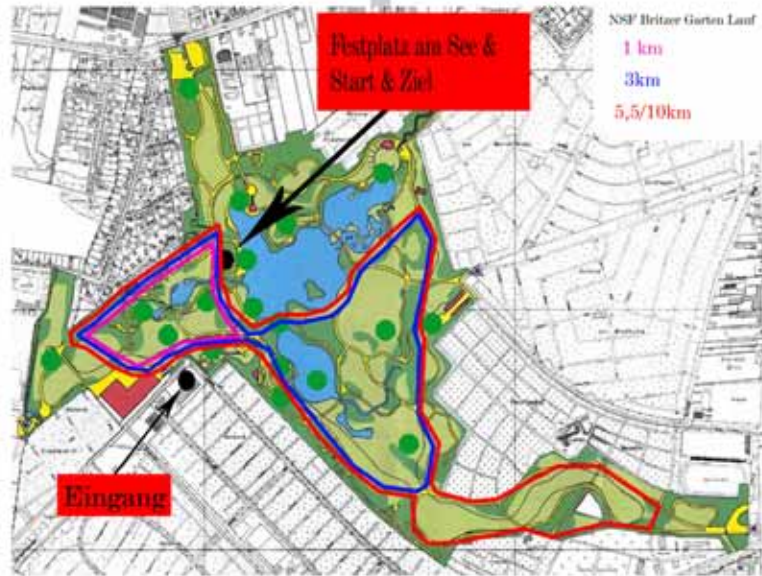 Festplatz am See &
Start & Ziel
NSF Britzer Garten Lauf
1 km
3km
5,5/10km
Eingang